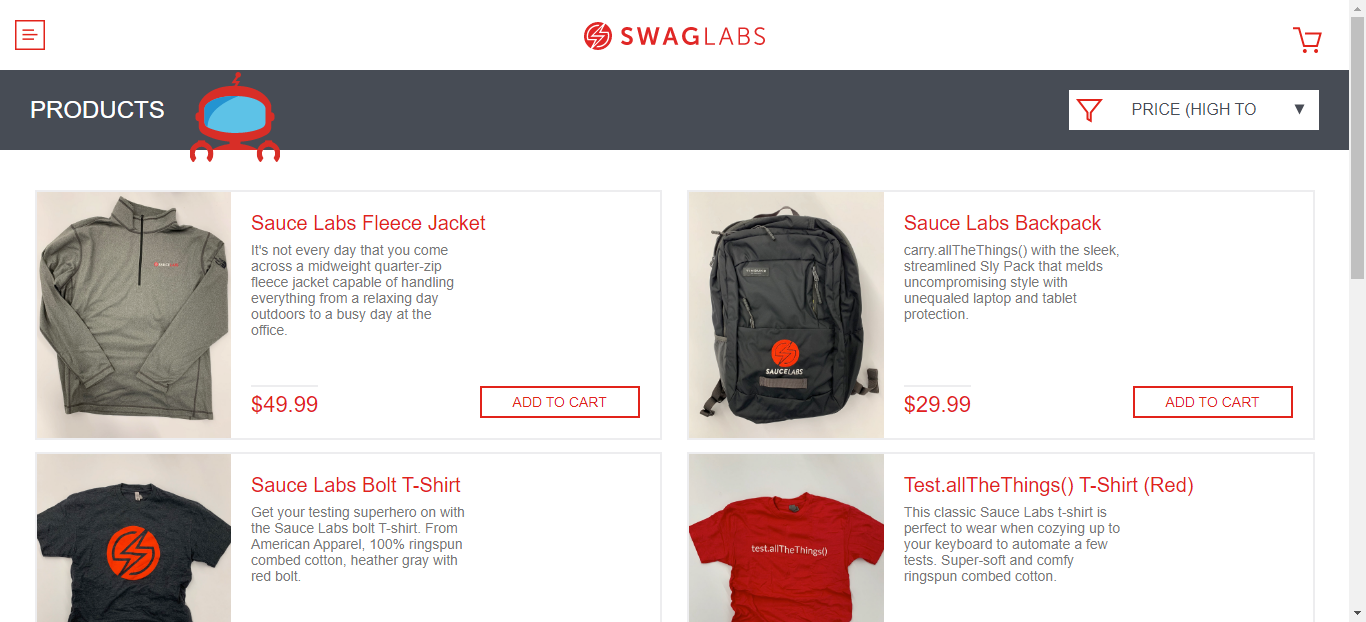 SWAGLABS
PRODUCTS
PRICE (HIGH TO
▼
Sauce Labs Fleece Jacket
It's not every day that you come
across a midweight quarter-zip
fleece jacket capable of handling
everything from a relaxing day
outdoors to a busy day at the
office.
$49.99
ADD TO CART
Sauce Labs Backpack
carry.allTheThings() with the sleek,
streamlined Sly Pack that melds
uncompromising style with
unequaled laptop and tablet
protection.
SAUCELABS
$29.99
ADD TO CART
Sauce Labs Bolt T-Shirt
Get your testing superhero on with
the Sauce Labs bolt T-shirt. From
American Apparel, 100% ringspun
combed cotton, heather gray with
red bolt.
Test.allTheThings() T-Shirt (Red)
This classic Sauce Labs t-shirt is
perfect to wear when cozying up to
your keyboard to automate a few
tests. Super-soft and comfy
ringspun combed cotton.
test.allTheThings()